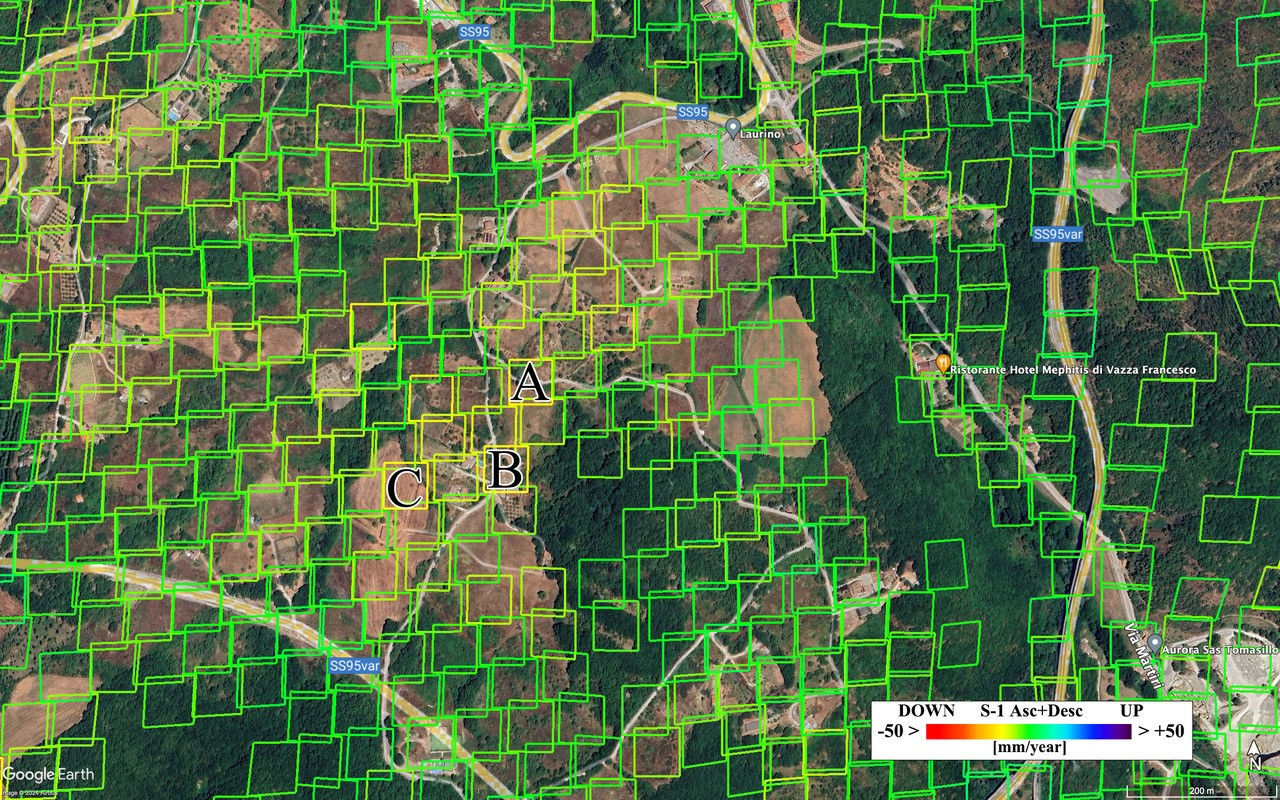 SS95
SS95
Laurino
SS95var
Ristorante Hotel Mephitis di Vazza Francesco
A
B
C
SS95var
Via Martiri
Aurora Sas Tomasillo
DOWN S-1 Asc+Desc UP
-50 > > +50
[mm/year]
N
200 m
Google Earth